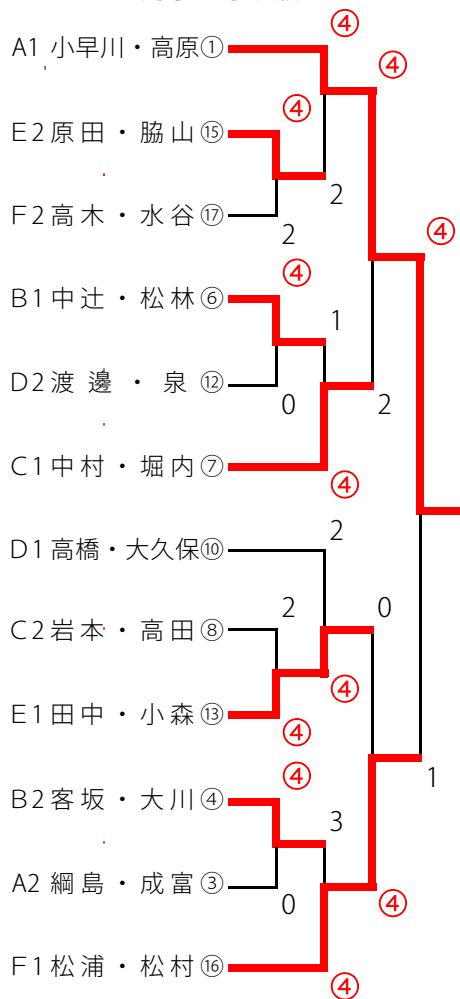 ④
A1 小早川・高原①
④
④
E2 原田・脇山⑮
2
F2 高木・水谷⑰
2
④
④
B1 中辻・松林⑥
1
D2 渡邊・泉⑫
0
2
C1 中村・堀内⑦
④
D1 高橋・大久保⑩
2
2
0
C2 岩本・高田⑧
④
E1 田中・小森⑬
④
④
1
B2 客坂・大川④
3
A2 綱島・成富③
0
④
F1 松浦・松村⑯
④